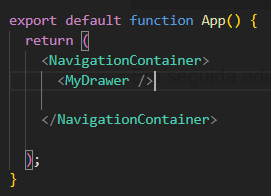 export default function App() {
  return (
    <NavigationContainer>
      <MyDrawer />
    </NavigationContainer>
  );
}